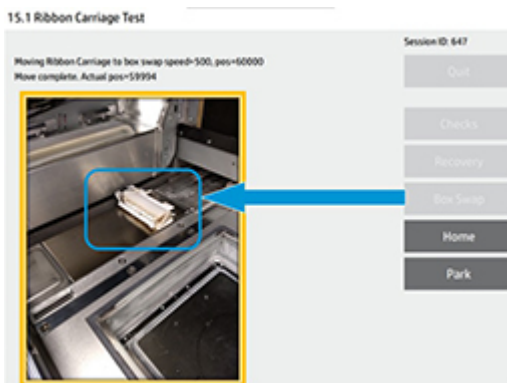 15.1 Ribbon Carriage Test
Session ID: 647
Moving Ribbon Carriage to box swap speed=500, pos=60000
Move complete. Actual pos=59994
Quit
Checks
Recovery
Box Swap
Home
Park